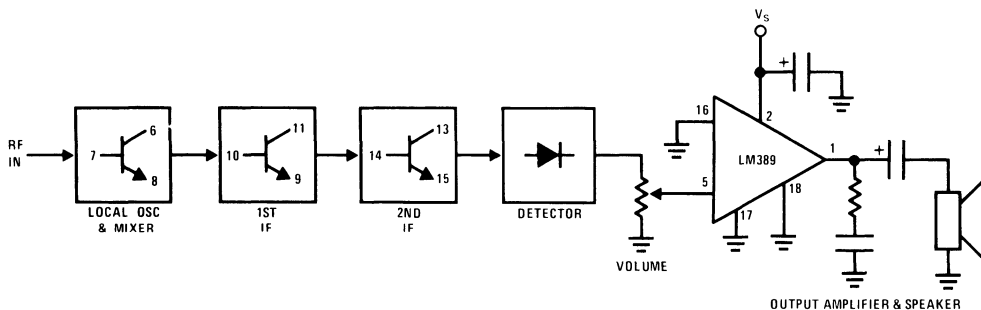 V_S
+
16
2
RF
IN
7
6
8
10
11
9
14
13
15
LM389
1
+
5
18
17
LOCAL OSC
& MIXER
1ST
IF
2ND
IF
DETECTOR
VOLUME
OUTPUT AMPLIFIER & SPEAKER